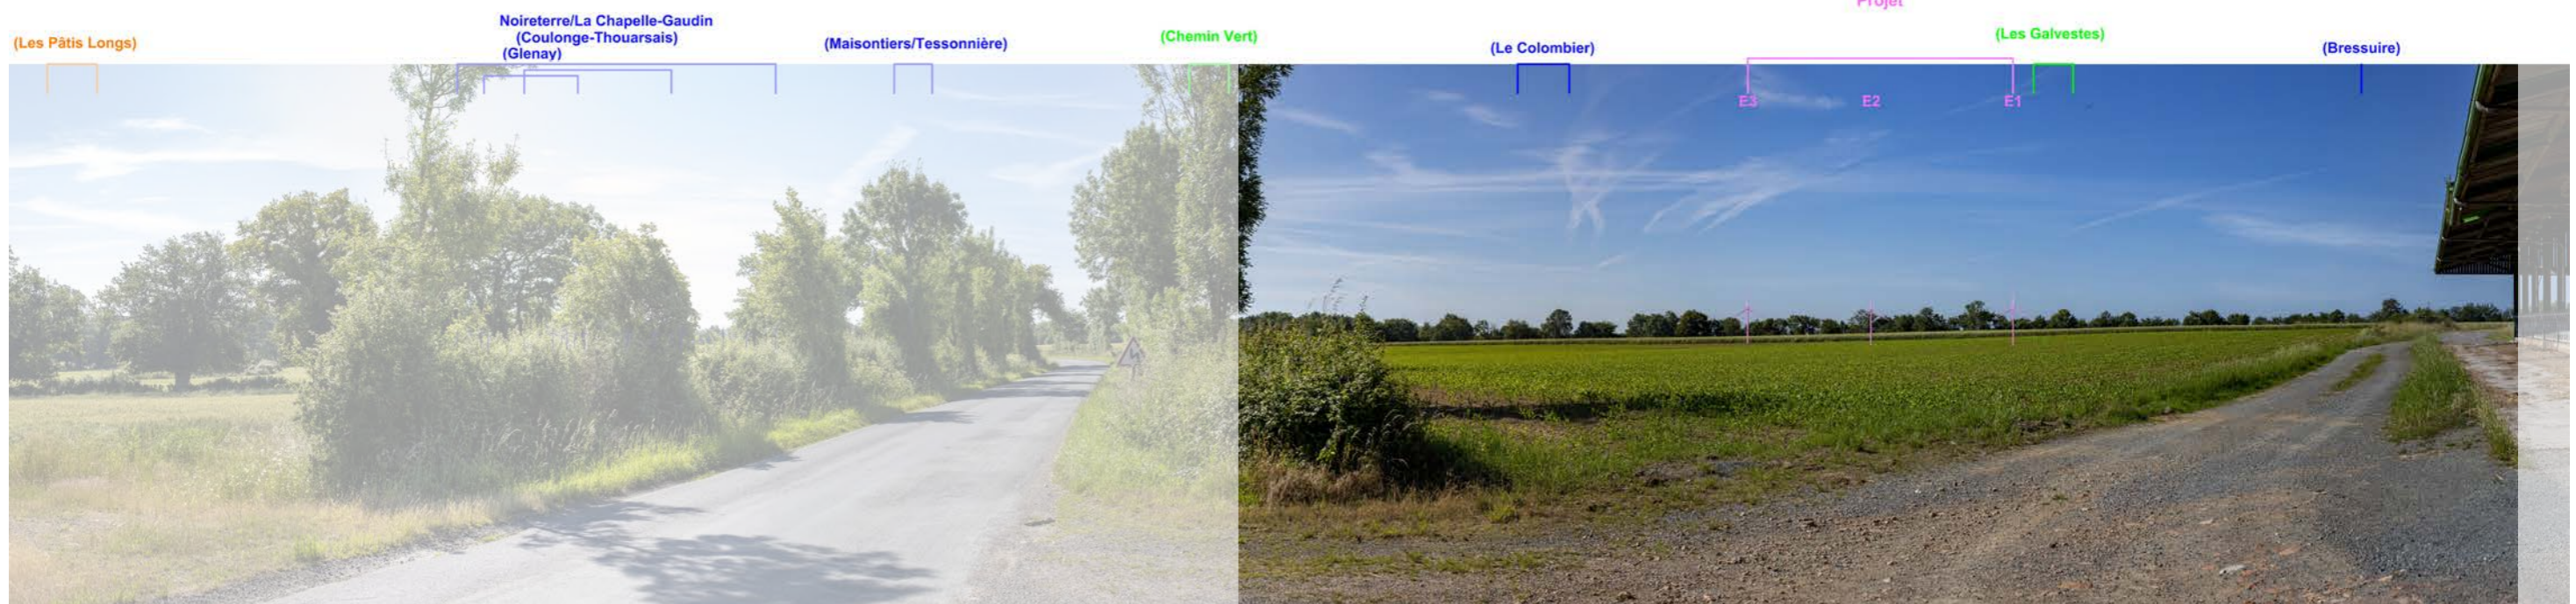 Projet
(Les Pâtis Longs)
Noireterre/La Chapelle-Gaudin
(Coulonge-Thouarsais)
(Glenay)
(Maisontiers/Tessonnière)
(Chemin Vert)
(Le Colombier)
(Les Galvestes)
(Bressuire)
E3
E2
E1